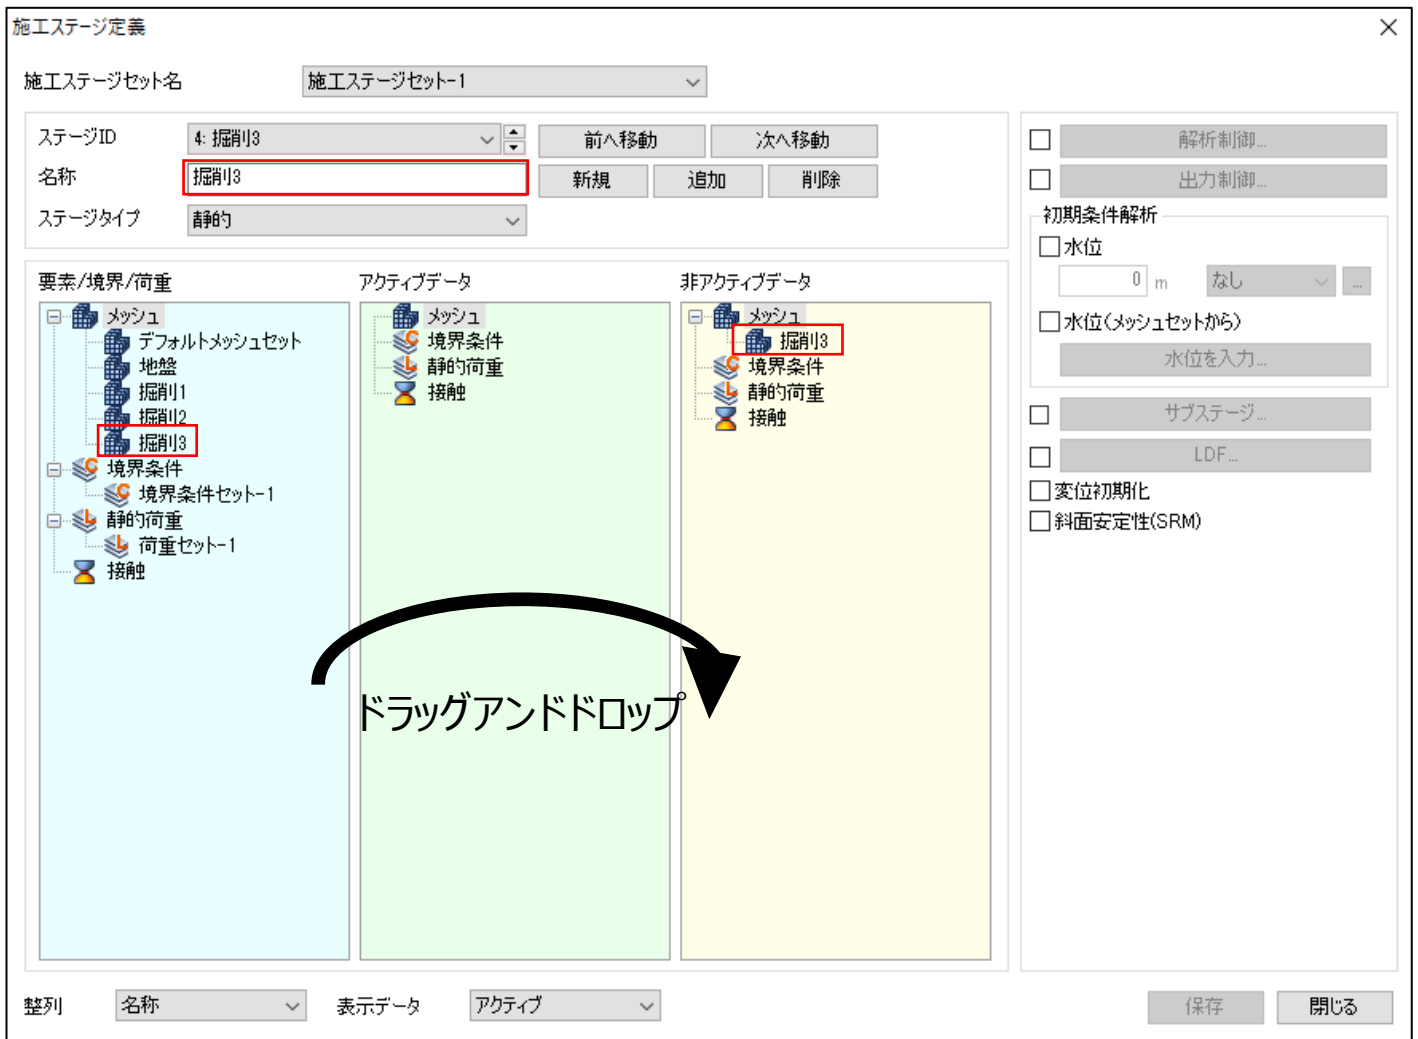 施工ステージ定義
施工ステージセット名
施工ステージセット-1
ステージID
4: 掘削3
前へ移動
次へ移動
名称
掘削3
新規
追加
削除
ステージタイプ
静的
要素/境界/荷重
メッシュ
デフォルトメッシュセット
地盤
掘削1
掘削2
掘削3
境界条件
境界条件セット-1
静的荷重
荷重セット-1
接触
アクティブデータ
メッシュ
境界条件
静的荷重
接触
非アクティブデータ
メッシュ
掘削3
境界条件
静的荷重
接触
ドラッグアンドドロップ
解析制御...
出力制御...
初期条件解析
水位
0 m
なし
...
水位(メッシュセットから)
水位を入力...
サブステージ...
LDF...
変位初期化
斜面安定性(SRM)
整列
名称
表示データ
アクティブ
保存
閉じる